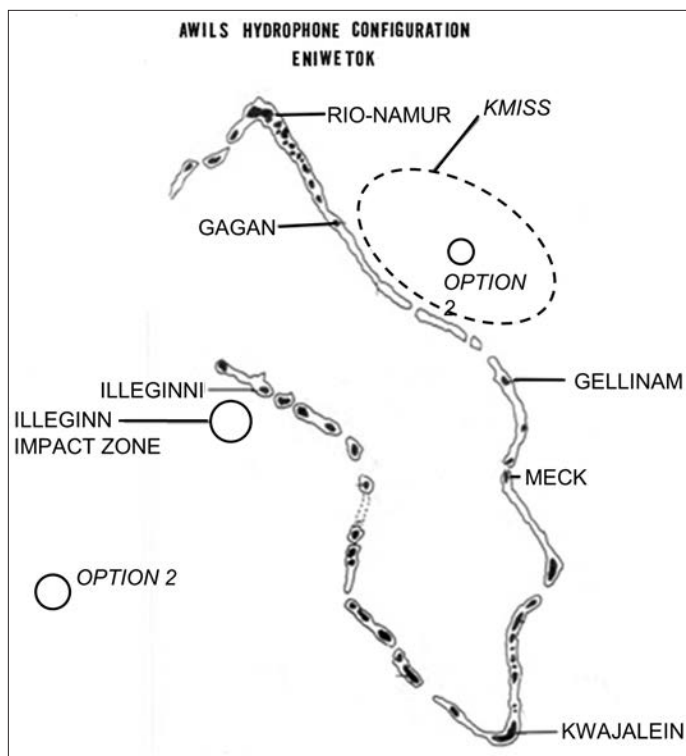 AWILS HYDROPHONE CONFIGURATION
ENIWETOK
RIO-NAMUR
KMISS
GAGAN
OPTION
2
ILLEGINNI
GELLINAM
ILLEGINN
IMPACT ZONE
MECK
OPTION 2
KWAJALEIN